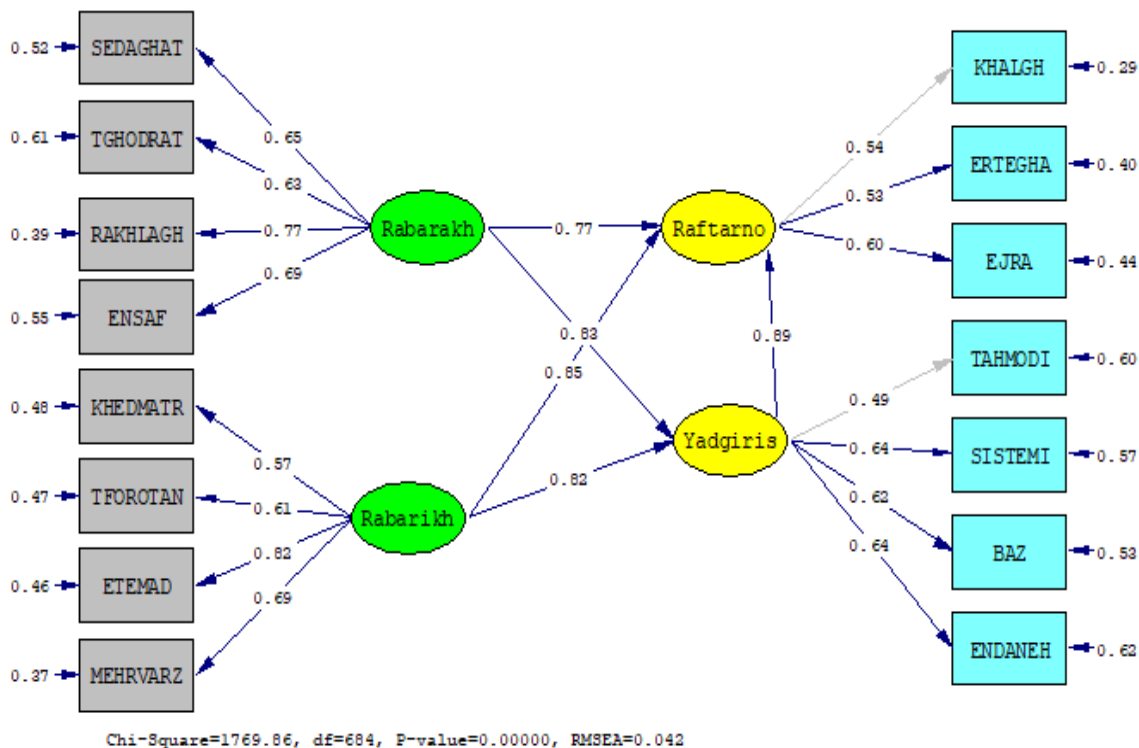 0.52 SEDAGHAT
0.61 TGHODRAT
0.39 RAKHLAGH
0.55 ENSAF
0.48 KHEDMATR
0.47 TFOROTAN
0.46 ETEMAD
0.37 MEHRVARZ
0.65
0.63
0.77
0.69
0.57
0.61
0.82
0.69
Rabarakh
Rabarikh
0.77
0.83
0.85
0.82
Raftarno
0.89
Yadgiris
0.54
0.53
0.60
0.49
0.64
0.62
0.64
KHALGH 0.29
ERTEGHA 0.40
EJRA 0.44
TAHMODI 0.60
SISTEMI 0.57
BAZ 0.53
ENDANEH 0.62
Chi-Square=1769.86, df=684, P-value=0.00000, RMSEA=0.042